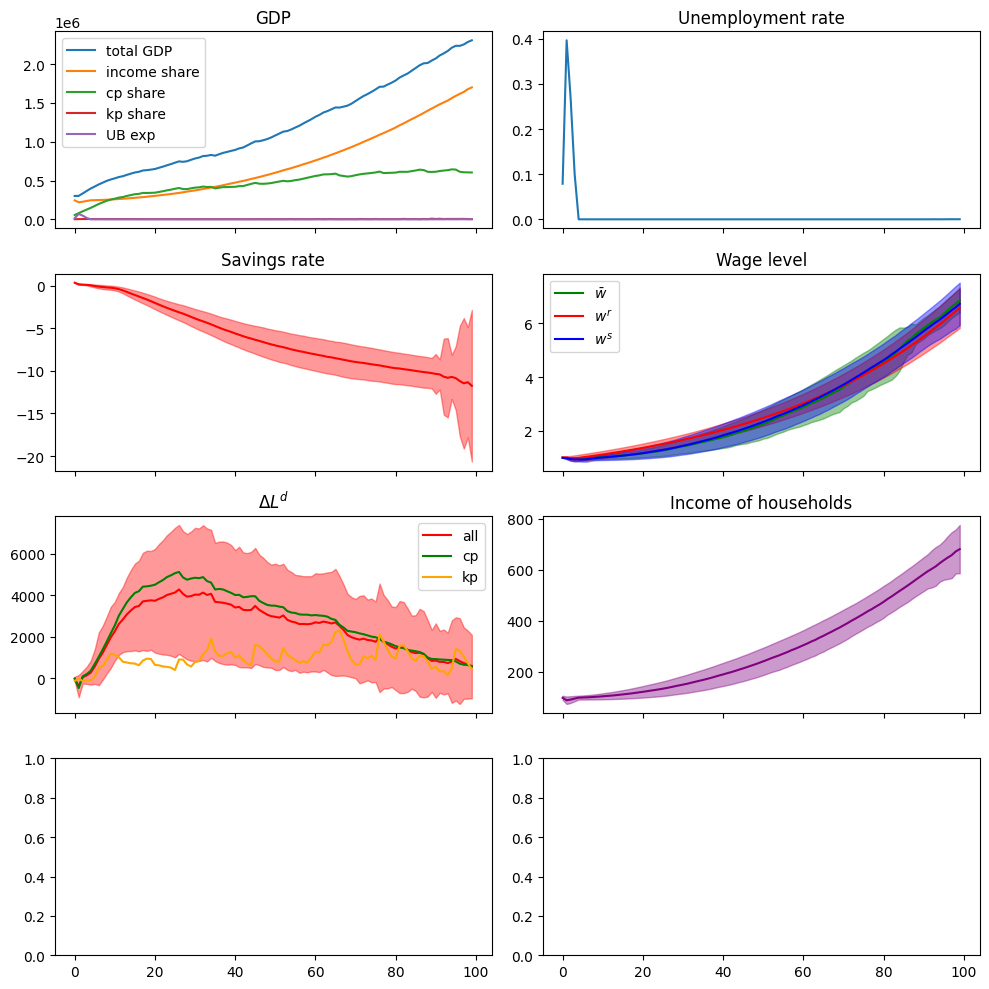 GDP
1e6
total GDP
income share
cp share
kp share
UB exp
2.0
1.5
1.0
0.5
0.0
Unemployment rate
0.4
0.3
0.2
0.1
0.0
Savings rate
0
−5
−10
−15
−20
Wage level
w̄
w^r
w^s
6
4
2
ΔL^d
all
cp
kp
6000
4000
2000
0
Income of households
800
600
400
200
1.0
0.8
0.6
0.4
0.2
0.0
0 20 40 60 80 100
1.0
0.8
0.6
0.4
0.2
0.0
0 20 40 60 80 100